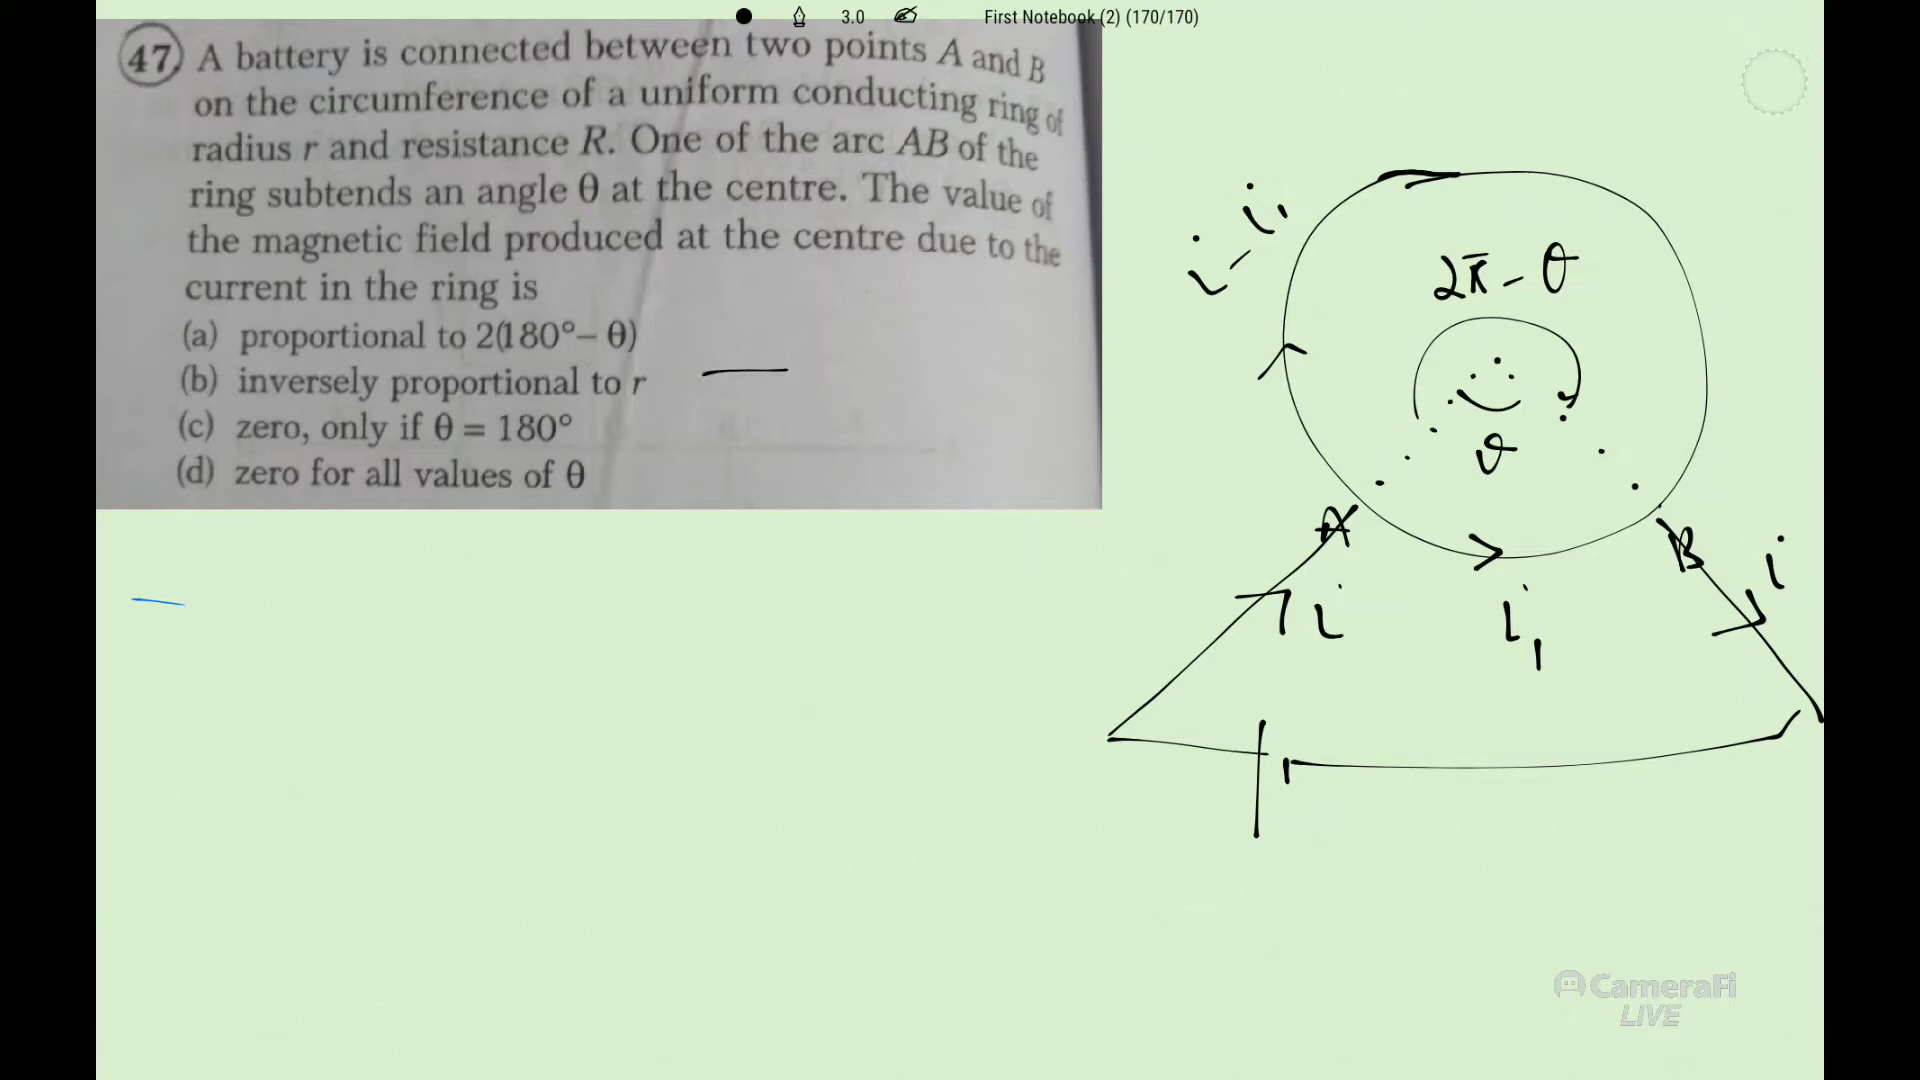 3.0 First Notebook (2) (170/170)
47 A battery is connected between two points A and B
on the circumference of a uniform conducting ring of
radius r and resistance R. One of the arc AB of the
ring subtends an angle θ at the centre. The value of
the magnetic field produced at the centre due to the
current in the ring is
(a) proportional to 2(180°– θ)
(b) inversely proportional to r
(c) zero, only if θ = 180°
(d) zero for all values of θ
i - i₁
2π - θ
θ
A
B
i
i
i₁
CameraFi
LIVE